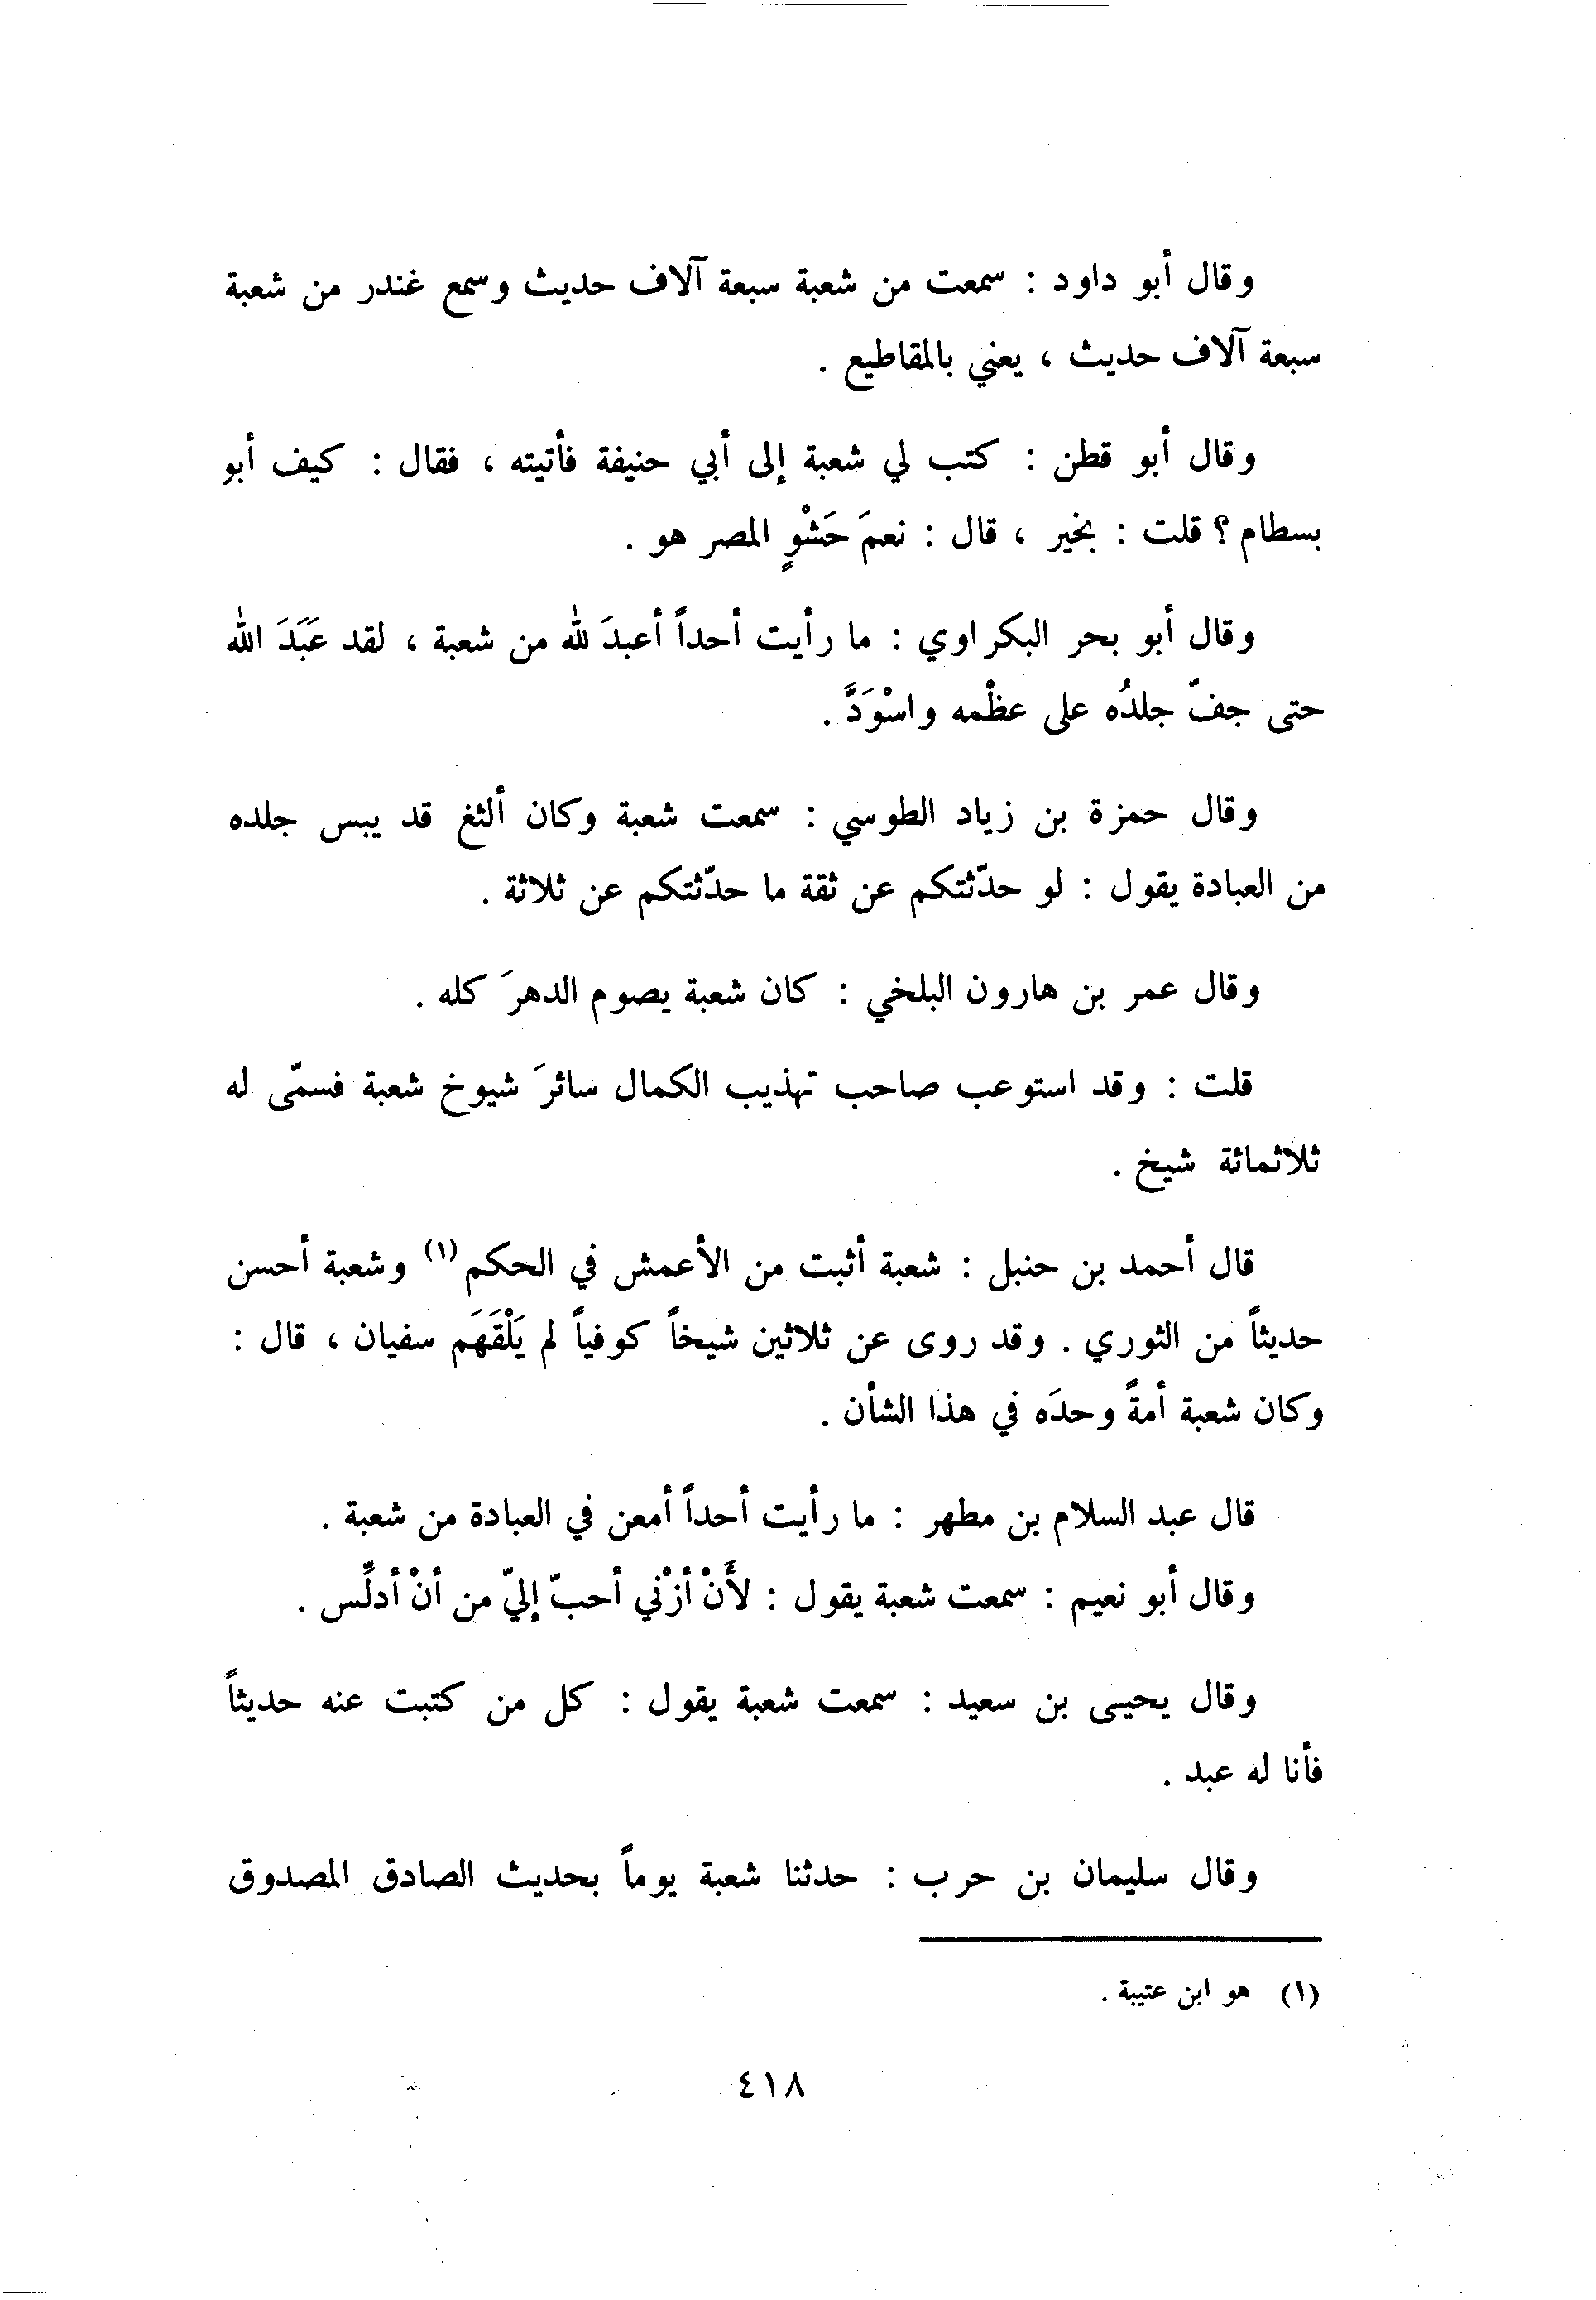 وقال أبو داود : سمعت من شعبة سبعة آلاف حديث وسمع غندر من شعبة
سبعة آلاف حديث ، يعني بالمقاطيع .
وقال أبو قطن : كتب لي شعبة إلى أبي حنيفة فأتيته ، فقال : كيف أبو
بسطام ؟ قلت : بخير ، قال : نعمَ حَشْوٍ المصر هو .
وقال أبو بحر البكراوي : ما رأيت أحداً أعبدَ لله من شعبة ، لقد عَبَدَ الله
حتى جفّ جلدُه على عظْمه واسْوَدَّ .
وقال حمزة بن زياد الطوسي : سمعت شعبة وكان ألثغ قد يبس جلده
من العبادة يقول : لو حدّثتكم عن ثقة ما حدّثتكم عن ثلاثة .
وقال عمر بن هارون البلخي : كان شعبة يصوم الدهرَ كله .
قلت : وقد استوعب صاحب تهذيب الكمال سائرَ شيوخ شعبة فسمّى له
ثلاثمائة شيخ .
قال أحمد بن حنبل : شعبة أثبت من الأعمش في الحكم (١) وشعبة أحسن
حديثاً من الثوري . وقد روى عن ثلاثين شيخاً كوفياً لم يَلْقَهَم سفيان ، قال :
وكان شعبة أمةً وحدَه في هذا الشأن .
قال عبد السلام بن مطهر : ما رأيت أحداً أمعن في العبادة من شعبة .
وقال أبو نعيم : سمعت شعبة يقول : لأَنْ أزْني أحبّ إليّ من أنْ أدلِّس .
وقال يحيى بن سعيد : سمعت شعبة يقول : كل من كتبت عنه حديثاً
فأنا له عبد .
وقال سليمان بن حرب : حدثنا شعبة يوماً بحديث الصادق المصدوق
(١) هو ابن عتيبة .
٤١٨